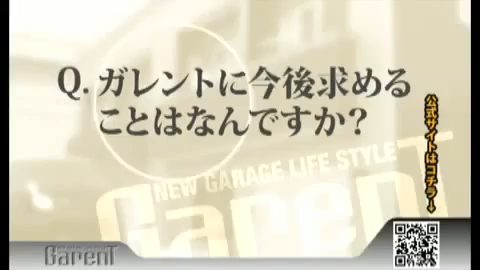 Q. ガレントに今後求める
ことはなんですか?
公式サイトはコチラ→
NEW GARAGE LIFE STYLE
GarenT
GarenT